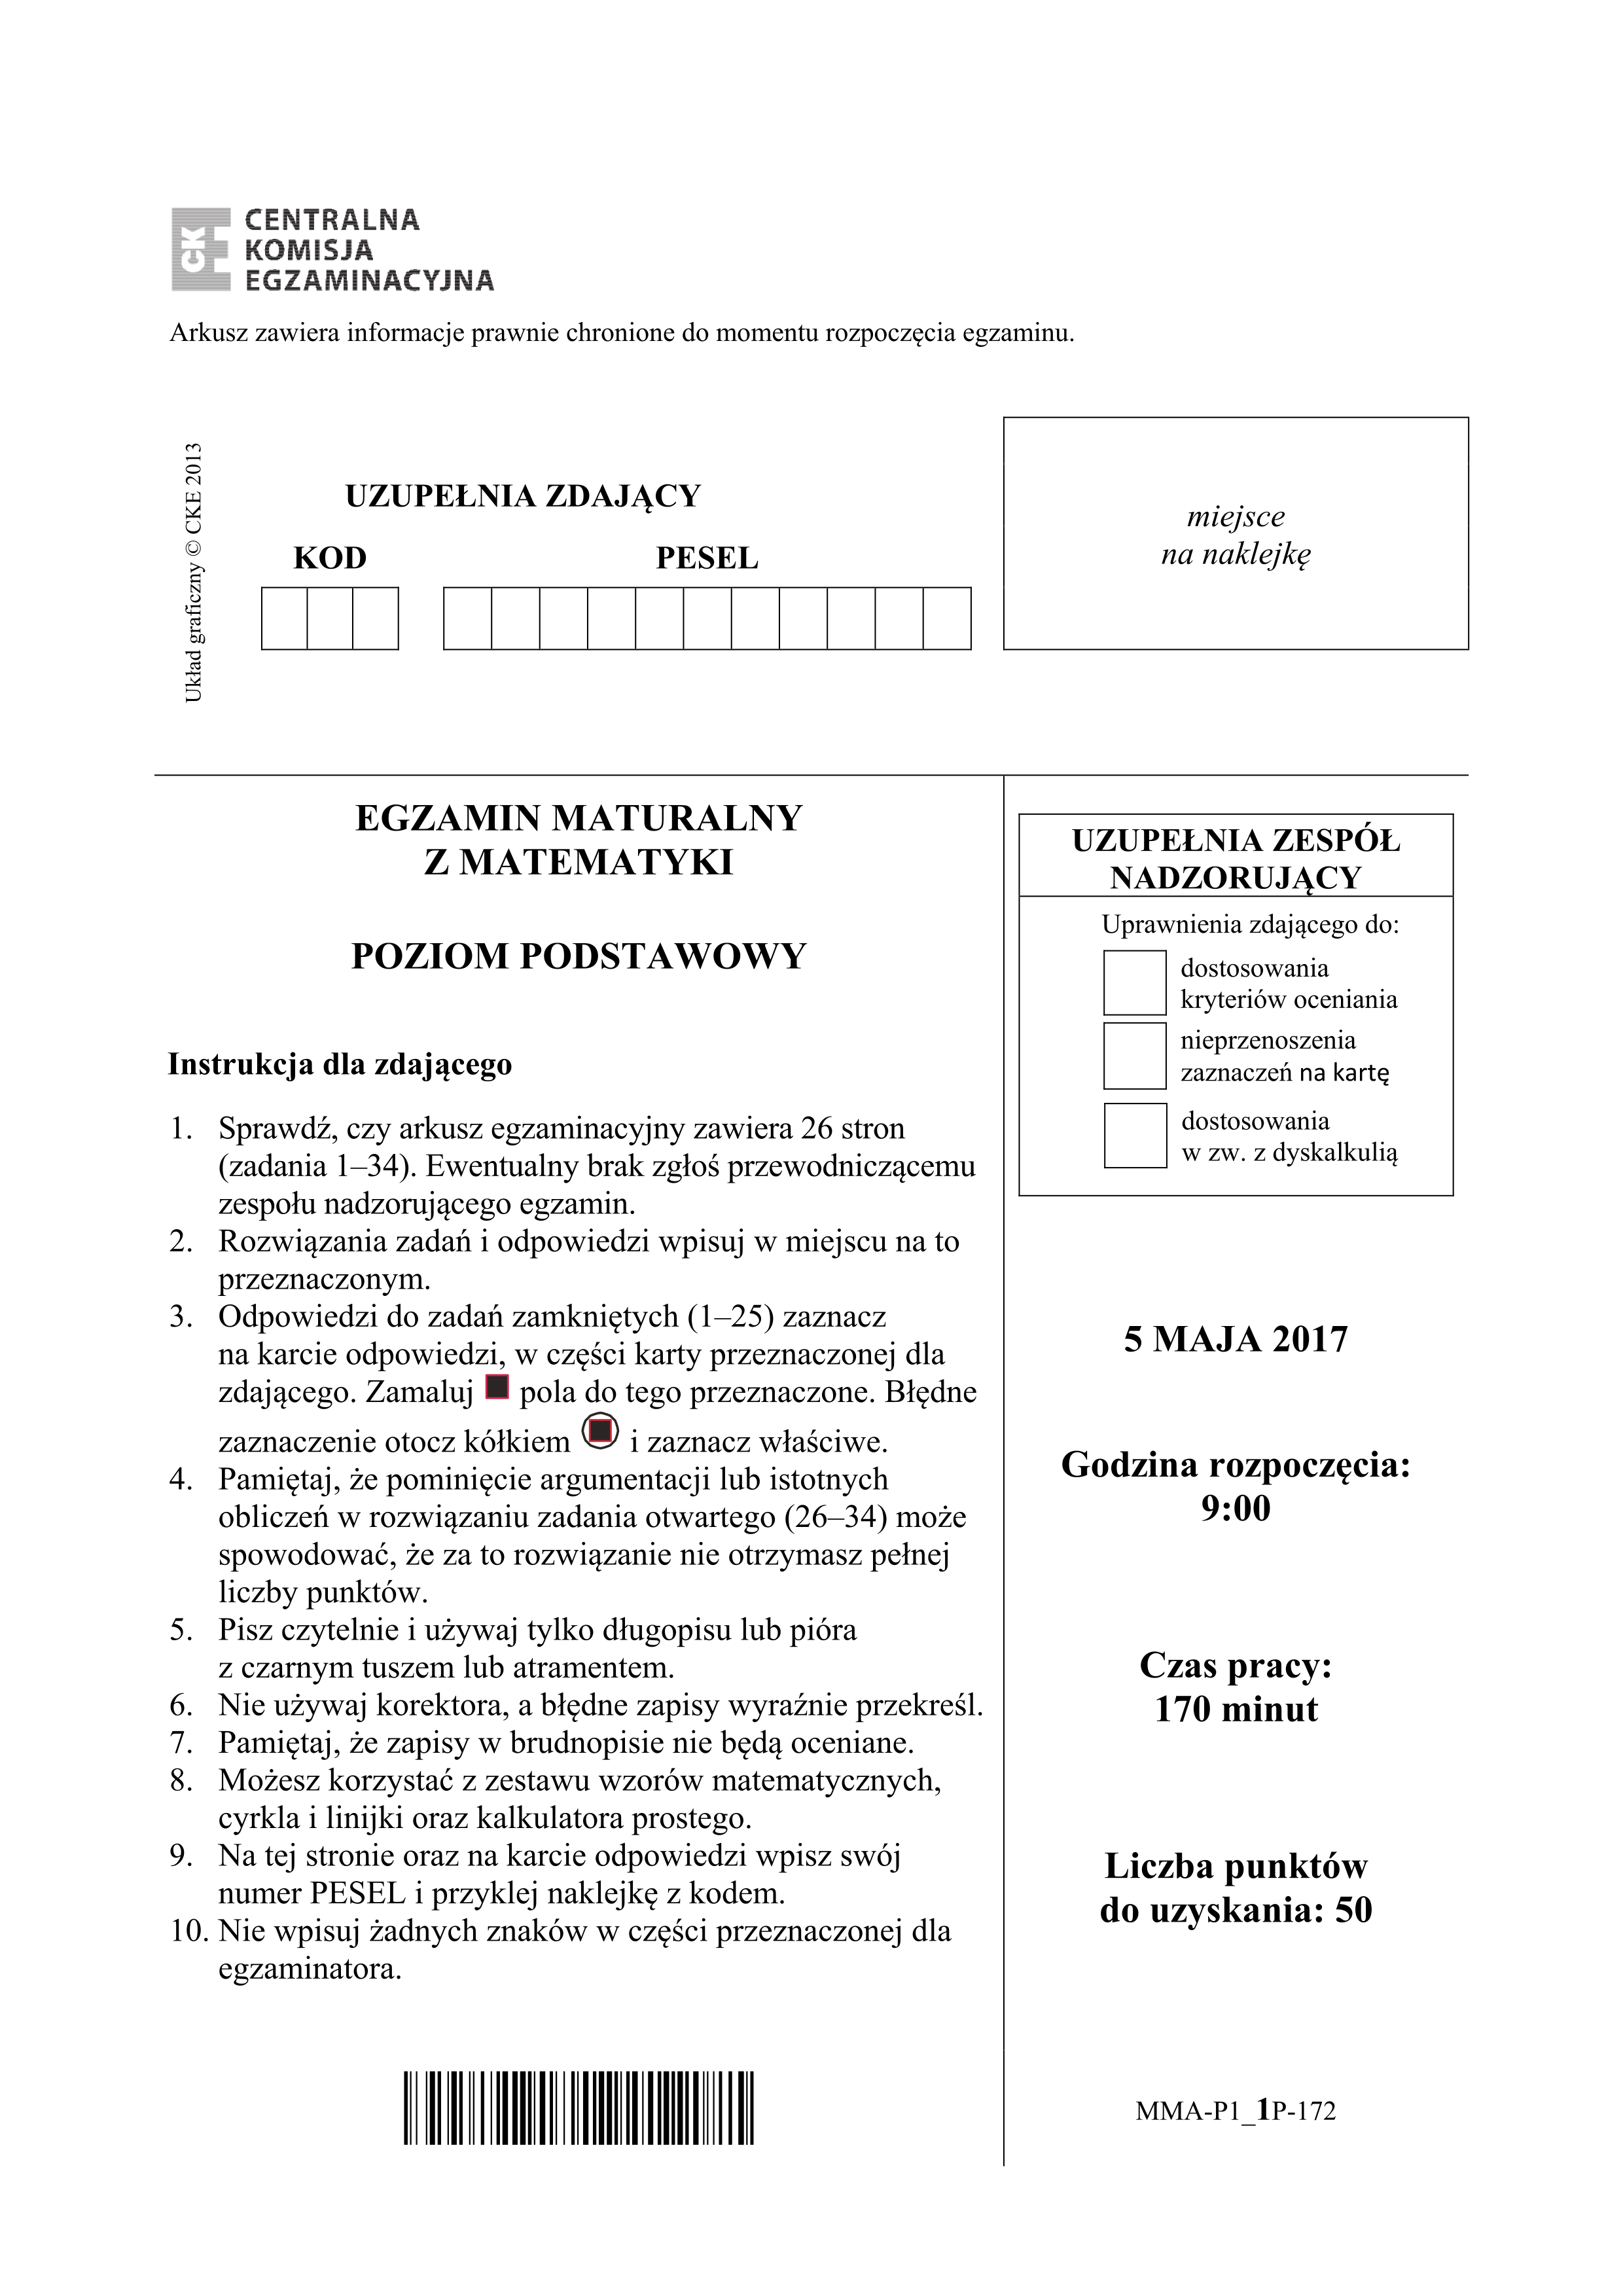 CK
CENTRALNA
KOMISJA
EGZAMINACYJNA
Arkusz zawiera informacje prawnie chronione do momentu rozpoczęcia egzaminu.
Układ graficzny © CKE 2013
UZUPEŁNIA ZDAJĄCY
KOD PESEL
miejsce
na naklejkę
EGZAMIN MATURALNY
Z MATEMATYKI
POZIOM PODSTAWOWY
Instrukcja dla zdającego
1. Sprawdź, czy arkusz egzaminacyjny zawiera 26 stron
(zadania 1–34). Ewentualny brak zgłoś przewodniczącemu
zespołu nadzorującego egzamin.
2. Rozwiązania zadań i odpowiedzi wpisuj w miejscu na to
przeznaczonym.
3. Odpowiedzi do zadań zamkniętych (1–25) zaznacz
na karcie odpowiedzi, w części karty przeznaczonej dla
zdającego. Zamaluj pola do tego przeznaczone. Błędne
zaznaczenie otocz kółkiem i zaznacz właściwe.
4. Pamiętaj, że pominięcie argumentacji lub istotnych
obliczeń w rozwiązaniu zadania otwartego (26–34) może
spowodować, że za to rozwiązanie nie otrzymasz pełnej
liczby punktów.
5. Pisz czytelnie i używaj tylko długopisu lub pióra
z czarnym tuszem lub atramentem.
6. Nie używaj korektora, a błędne zapisy wyraźnie przekreśl.
7. Pamiętaj, że zapisy w brudnopisie nie będą oceniane.
8. Możesz korzystać z zestawu wzorów matematycznych,
cyrkla i linijki oraz kalkulatora prostego.
9. Na tej stronie oraz na karcie odpowiedzi wpisz swój
numer PESEL i przyklej naklejkę z kodem.
10. Nie wpisuj żadnych znaków w części przeznaczonej dla
egzaminatora.
UZUPEŁNIA ZESPÓŁ
NADZORUJĄCY
Uprawnienia zdającego do:
dostosowania
kryteriów oceniania
nieprzenoszenia
zaznaczeń na kartę
dostosowania
w zw. z dyskalkulią
5 MAJA 2017
Godzina rozpoczęcia:
9:00
Czas pracy:
170 minut
Liczba punktów
do uzyskania: 50
MMA-P1_1P-172